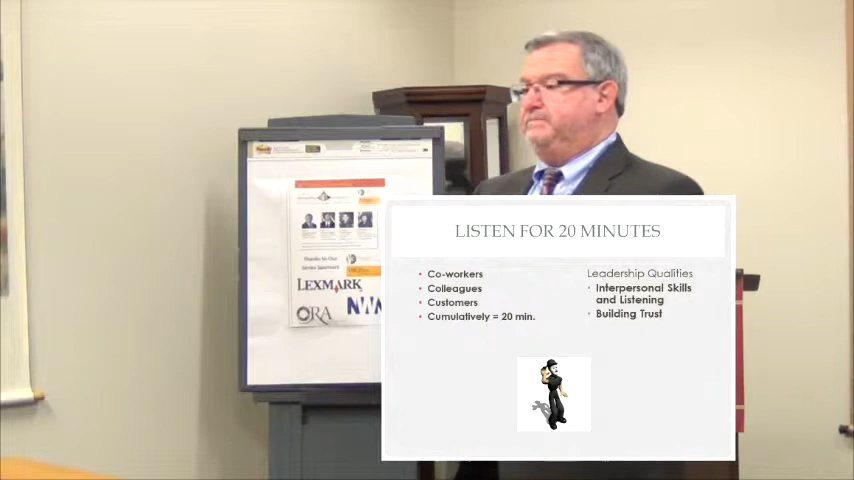 Thanks to Our
Series Sponsors
LEXMARK
ORA
NWA
LISTEN FOR 20 MINUTES
• Co-workers
• Colleagues
• Customers
• Cumulatively = 20 min.
Leadership Qualities
• Interpersonal Skills
and Listening
• Building Trust